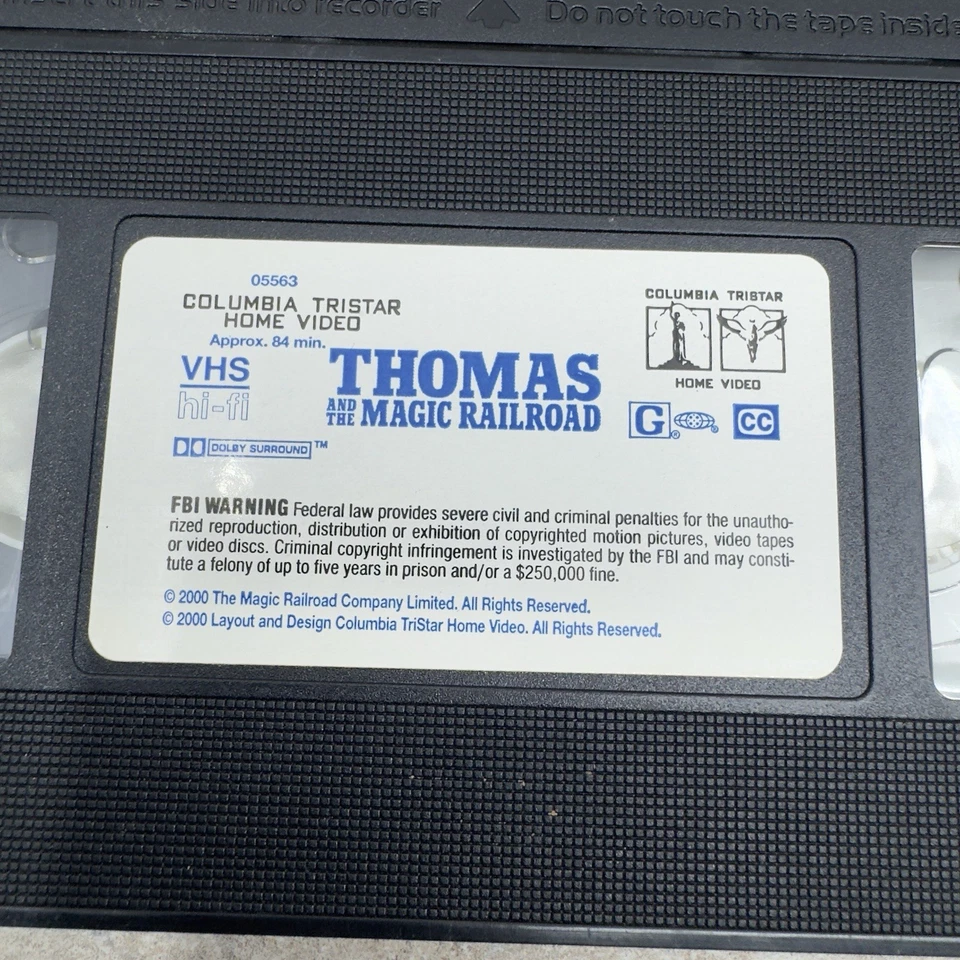 Insert this side into recorder
Do not touch the tape inside
05563
COLUMBIA TRISTAR
HOME VIDEO
Approx. 84 min.
VHS
hi-fi
DOLBY SURROUND™
THOMAS
AND THE MAGIC RAILROAD
COLUMBIA TRISTAR
HOME VIDEO
G® ®
CC
FBI WARNING Federal law provides severe civil and criminal penalties for the unautho-
rized reproduction, distribution or exhibition of copyrighted motion pictures, video tapes
or video discs. Criminal copyright infringement is investigated by the FBI and may consti-
tute a felony of up to five years in prison and/or a $250,000 fine.
© 2000 The Magic Railroad Company Limited. All Rights Reserved.
© 2000 Layout and Design Columbia TriStar Home Video. All Rights Reserved.